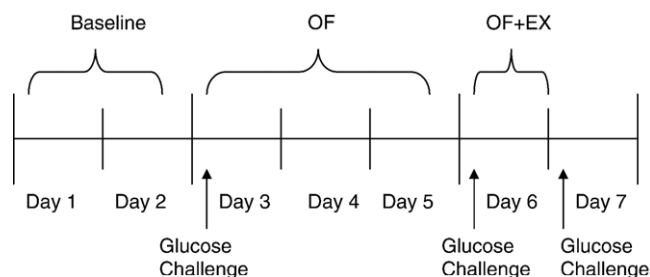 Baseline OF OF+EX
Day 1 Day 2 Day 3 Day 4 Day 5 Day 6 Day 7
Glucose Glucose Glucose
Challenge Challenge Challenge